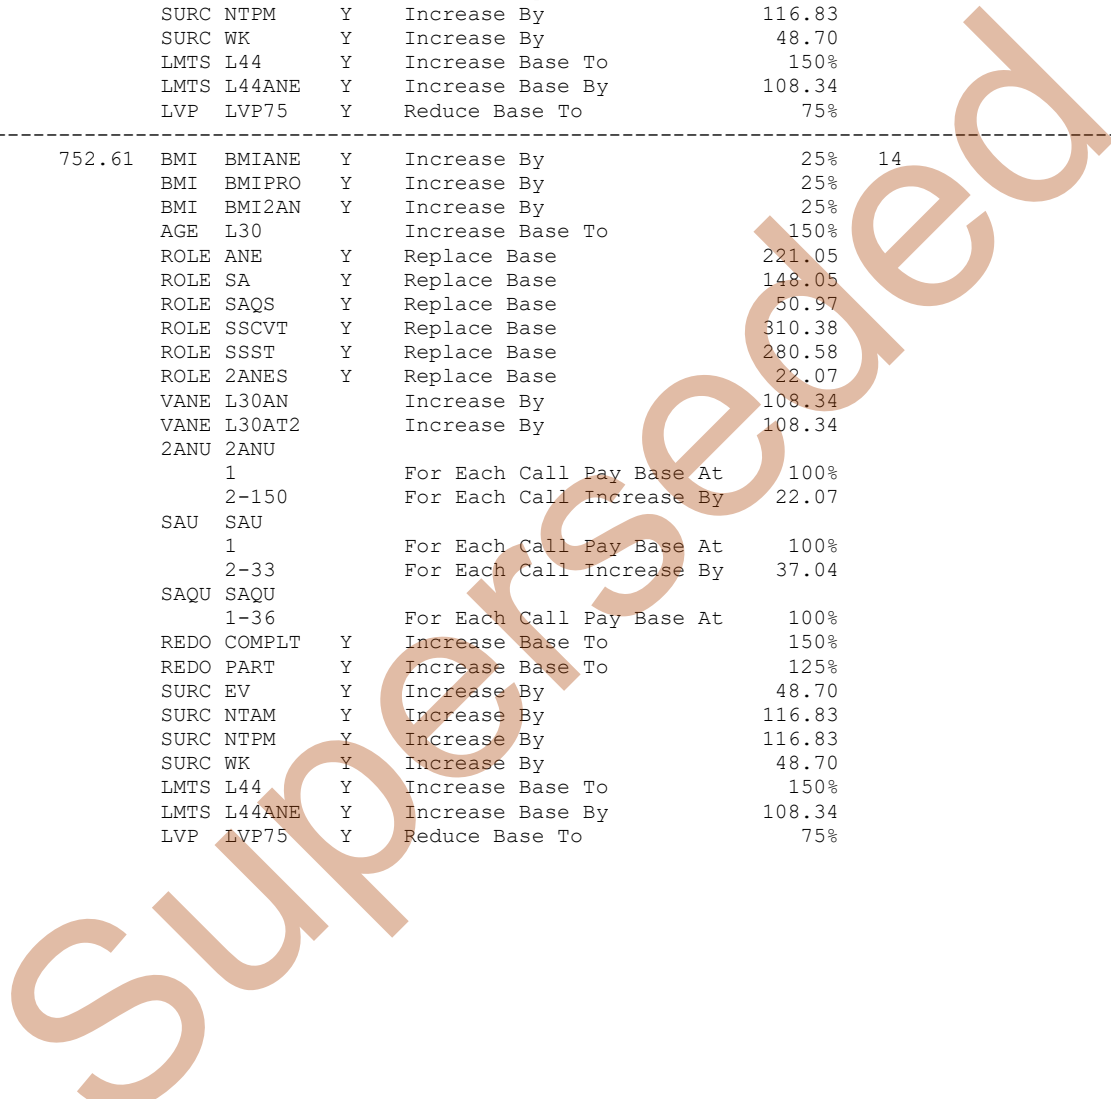 SURC NTPM Y Increase By 116.83
SURC WK Y Increase By 48.70
LMTS L44 Y Increase Base To 150%
LMTS L44ANE Y Increase Base By 108.34
LVP LVP75 Y Reduce Base To 75%
752.61 BMI BMIANE Y Increase By 25% 14
BMI BMIPRO Y Increase By 25%
BMI BMI2AN Y Increase By 25%
AGE L30 Increase Base To 150%
ROLE ANE Y Replace Base 221.05
ROLE SA Y Replace Base 148.05
ROLE SAQS Y Replace Base 50.97
ROLE SSCVT Y Replace Base 310.38
ROLE SSST Y Replace Base 280.58
ROLE 2ANES Y Replace Base 22.07
VANE L30AN Increase By 108.34
VANE L30AT2 Increase By 108.34
2ANU 2ANU
1 For Each Call Pay Base At 100%
2-150 For Each Call Increase By 22.07
SAU SAU
1 For Each Call Pay Base At 100%
2-33 For Each Call Increase By 37.04
SAQU SAQU
1-36 For Each Call Pay Base At 100%
REDO COMPLT Y Increase Base To 150%
REDO PART Y Increase Base To 125%
SURC EV Y Increase By 48.70
SURC NTAM Y Increase By 116.83
SURC NTPM Y Increase By 116.83
SURC WK Y Increase By 48.70
LMTS L44 Y Increase Base To 150%
LMTS L44ANE Y Increase Base By 108.34
LVP LVP75 Y Reduce Base To 75%
Superseded